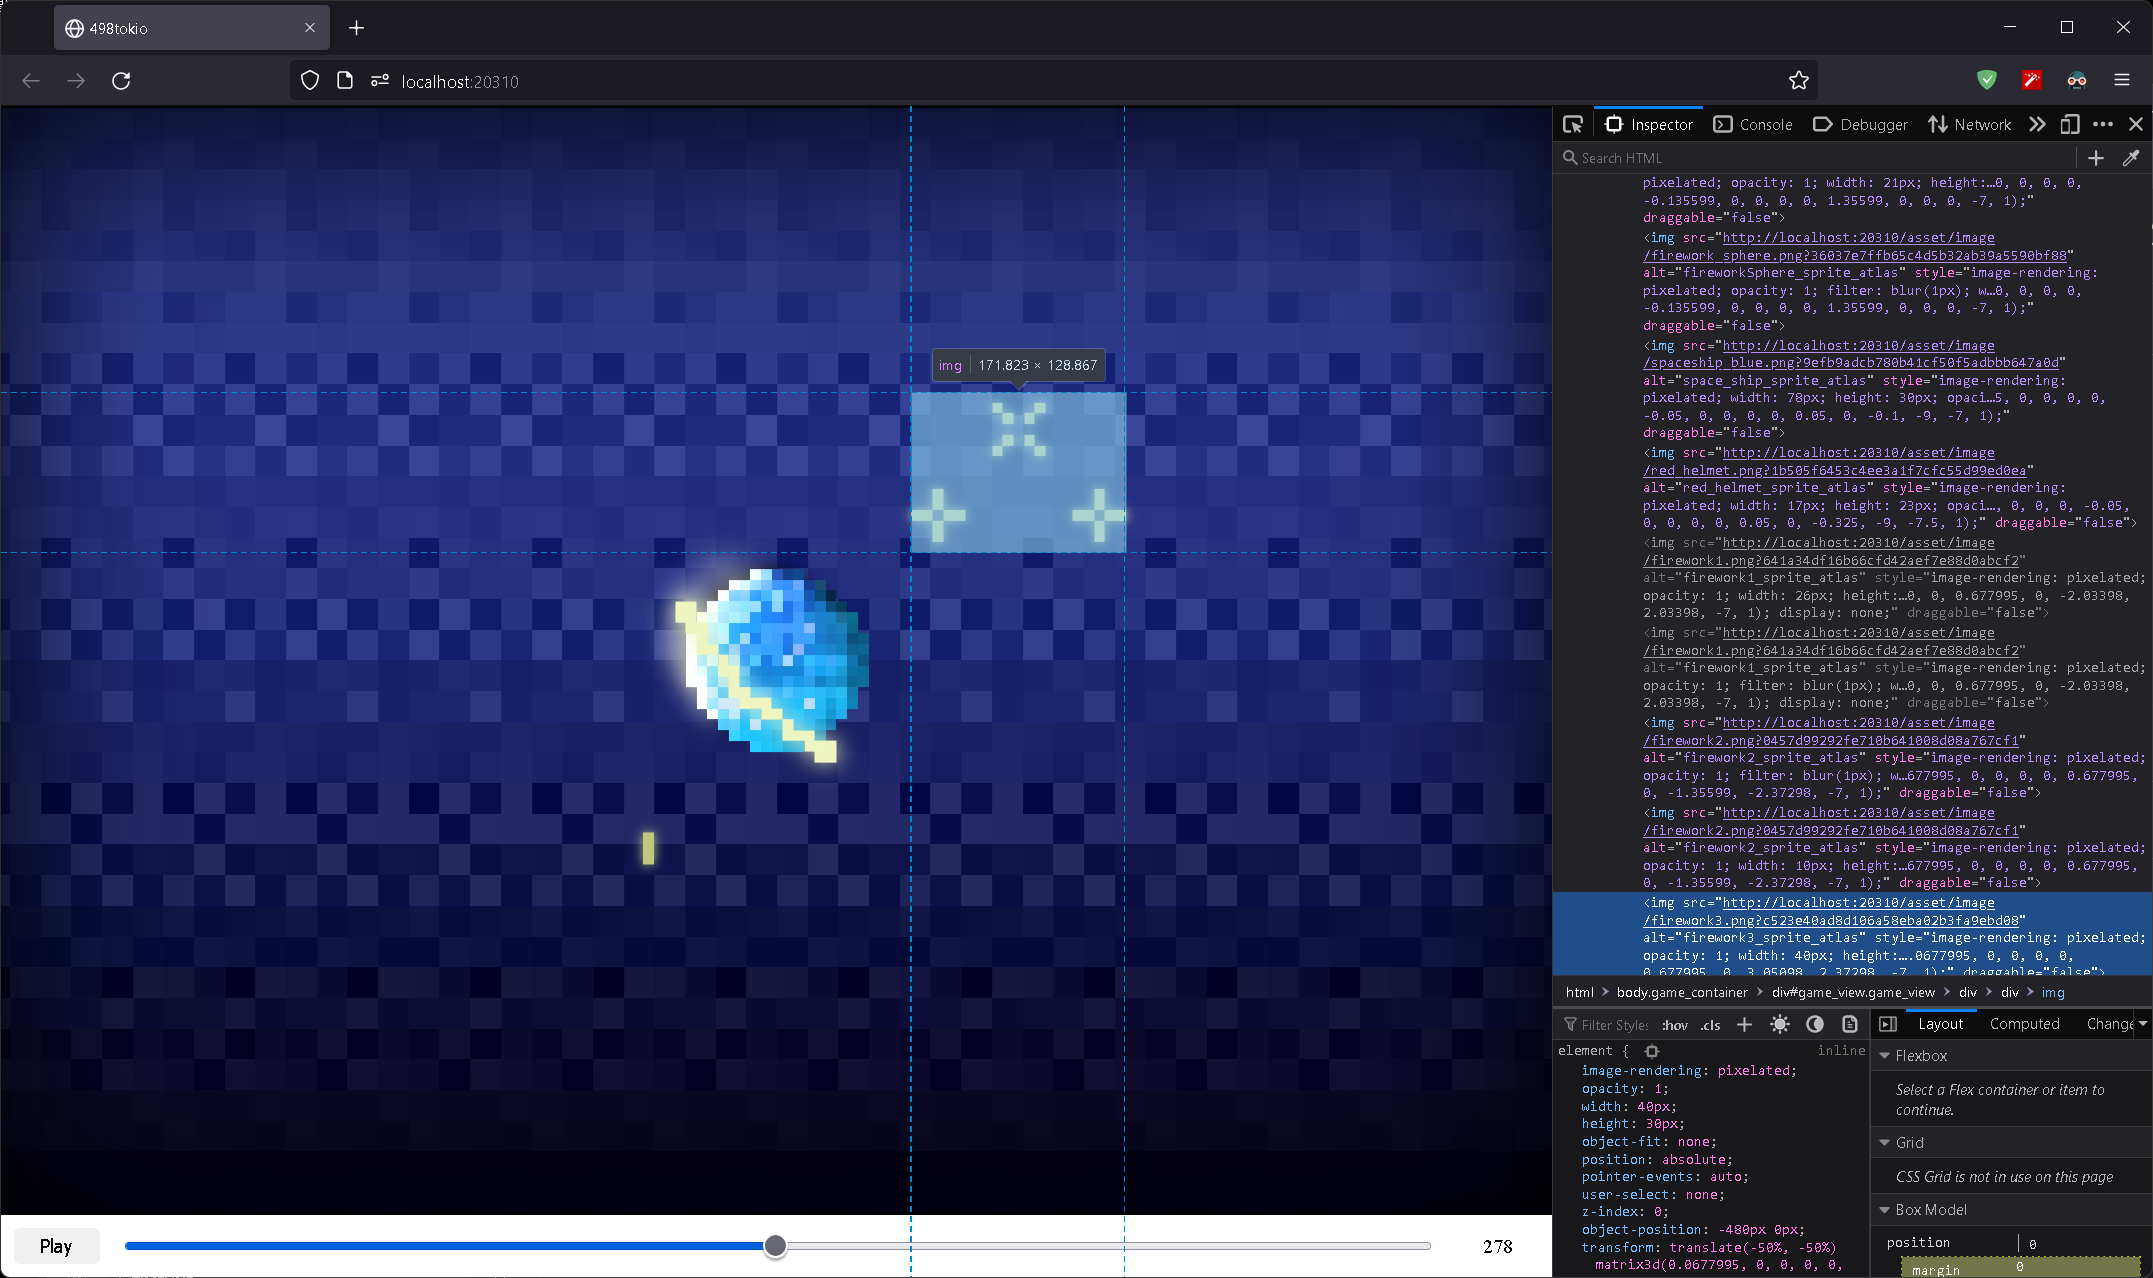 498tokio
localhost:20310
Inspector
Console
Debugger
Network
Search HTML
pixelated; opacity: 1; width: 21px; height:…0, 0, 0, 0,
-0.135599, 0, 0, 0, 0, 1.35599, 0, 0, 0, -7, 1);"
draggable="false">
<img src="http://localhost:20310/asset/image
/firework_sphere.png?36037e7ffb65c4d5b32ab39a5590bf88"
alt="fireworkSphere_sprite_atlas" style="image-rendering:
pixelated; opacity: 1; filter: blur(1px); w…0, 0, 0, 0,
-0.135599, 0, 0, 0, 0, 1.35599, 0, 0, 0, -7, 1);"
draggable="false">
<img src="http://localhost:20310/asset/image
/spaceship_blue.png?9efb9adcb780b41cf50f5adbbb647a0d"
alt="space_ship_sprite_atlas" style="image-rendering:
pixelated; width: 78px; height: 30px; opaci…5, 0, 0, 0, 0,
-0.05, 0, 0, 0, 0, 0.05, 0, -0.1, -9, -7, 1);"
draggable="false">
<img src="http://localhost:20310/asset/image
/red_helmet.png?1b505f6453c4ee3a1f7cfc55d99ed0ea"
alt="red_helmet_sprite_atlas" style="image-rendering:
pixelated; width: 17px; height: 23px; opaci…, 0, 0, 0, -0.05,
0, 0, 0, 0, 0.05, 0, -0.325, -9, -7.5, 1);" draggable="false">
<img src="http://localhost:20310/asset/image
/firework1.png?641a34df16b66cfd42aef7e88d0abcf2"
alt="firework1_sprite_atlas" style="image-rendering: pixelated;
opacity: 1; width: 26px; height:…0, 0, 0.677995, 0, -2.03398,
2.03398, -7, 1); display: none;" draggable="false">
<img src="http://localhost:20310/asset/image
/firework1.png?641a34df16b66cfd42aef7e88d0abcf2"
alt="firework1_sprite_atlas" style="image-rendering: pixelated;
opacity: 1; filter: blur(1px); w…0, 0, 0.677995, 0, -2.03398,
2.03398, -7, 1); display: none;" draggable="false">
<img src="http://localhost:20310/asset/image
/firework2.png?0457d99292fe710b641008d08a767cf1"
alt="firework2_sprite_atlas" style="image-rendering: pixelated;
opacity: 1; filter: blur(1px); w…677995, 0, 0, 0, 0, 0.677995,
0, -1.35599, -2.37298, -7, 1);" draggable="false">
<img src="http://localhost:20310/asset/image
/firework2.png?0457d99292fe710b641008d08a767cf1"
alt="firework2_sprite_atlas" style="image-rendering: pixelated;
opacity: 1; width: 10px; height:…677995, 0, 0, 0, 0, 0.677995,
0, -1.35599, -2.37298, -7, 1);" draggable="false">
<img src="http://localhost:20310/asset/image
/firework3.png?c523e40ad8d106a58eba02b3fa9ebd08"
alt="firework3_sprite_atlas" style="image-rendering: pixelated;
opacity: 1; width: 40px; height:….0677995, 0, 0, 0, 0,
0.677995, 0, 3.05098, 2.37298, -7, 1);" draggable="false">
img 171.823 × 128.867
html > body.game_container > div#game_view.game_view > div > div > img
Filter Styles
:hov .cls
Layout
Computed
Change
element { inline
image-rendering: pixelated;
opacity: 1;
width: 40px;
height: 30px;
object-fit: none;
position: absolute;
pointer-events: auto;
user-select: none;
z-index: 0;
object-position: -480px 0px;
transform: translate(-50%, -50%)
matrix3d(0.0677995, 0, 0, 0, 0,
Flexbox
Select a Flex container or item to
continue.
Grid
CSS Grid is not in use on this page
Box Model
position 0
margin 0
Play
278